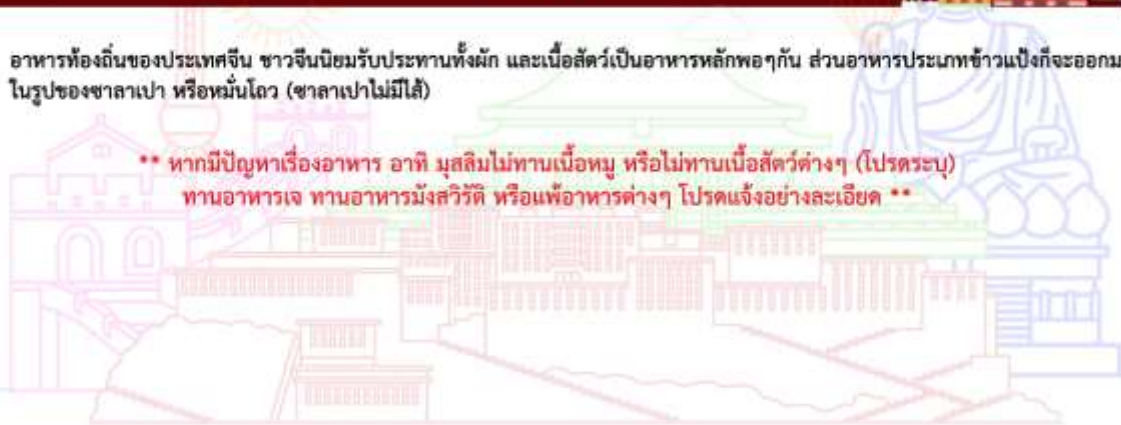 อาหารท้องถิ่นของประเทศจีน ชาวจีนนิยมรับประทานทั้งผัก และเนื้อสัตว์เป็นอาหารหลักพอๆกัน ส่วนอาหารประเภทข้าวแป้งก็จะออกม
ในรูปของซาลาเปา หรือหมั่นโถว (ซาลาเปาไม่มีไส้)
** หากมีปัญหาเรื่องอาหาร อาทิ มุสลิมไม่ทานเนื้อหมู หรือไม่ทานเนื้อสัตว์ต่างๆ (โปรดระบุ)
ทานอาหารเจ ทานอาหารมังสวิรัติ หรือแพ้อาหารต่างๆ โปรดแจ้งอย่างละเอียด **